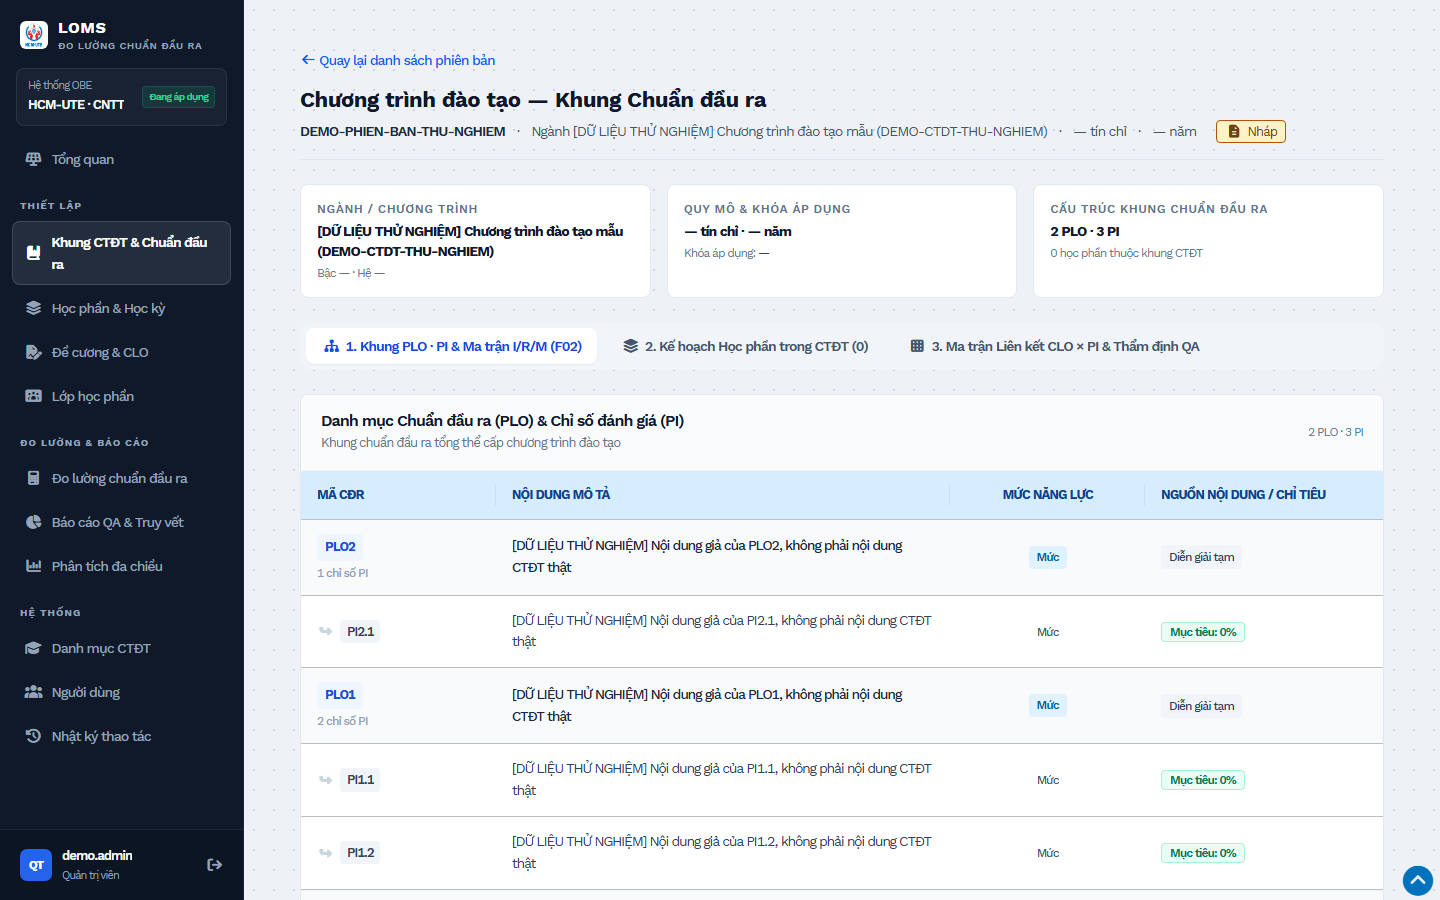 LOMS
ĐO LƯỜNG CHUẨN ĐẦU RA
Hệ thống OBE
HCM-UTE · CNTT
Đang áp dụng
Tổng quan
THIẾT LẬP
Khung CTĐT & Chuẩn đầu
ra
Học phần & Học kỳ
Đề cương & CLO
Lớp học phần
ĐO LƯỜNG & BÁO CÁO
Đo lường chuẩn đầu ra
Báo cáo QA & Truy vết
Phân tích đa chiều
HỆ THỐNG
Danh mục CTĐT
Người dùng
Nhật ký thao tác
QT
demo.admin
Quản trị viên
← Quay lại danh sách phiên bản
Chương trình đào tạo — Khung Chuẩn đầu ra
DEMO-PHIEN-BAN-THU-NGHIEM · Ngành [DỮ LIỆU THỬ NGHIỆM] Chương trình đào tạo mẫu (DEMO-CTDT-THU-NGHIEM) · — tín chỉ · — năm Nháp
NGÀNH / CHƯƠNG TRÌNH
[DỮ LIỆU THỬ NGHIỆM] Chương trình đào tạo mẫu
(DEMO-CTDT-THU-NGHIEM)
Bậc — · Hệ —
QUY MÔ & KHÓA ÁP DỤNG
— tín chỉ · — năm
Khóa áp dụng: —
CẤU TRÚC KHUNG CHUẨN ĐẦU RA
2 PLO · 3 PI
0 học phần thuộc khung CTĐT
1. Khung PLO · PI & Ma trận I/R/M (F02)
2. Kế hoạch Học phần trong CTĐT (0)
3. Ma trận Liên kết CLO × PI & Thẩm định QA
Danh mục Chuẩn đầu ra (PLO) & Chỉ số đánh giá (PI)
Khung chuẩn đầu ra tổng thể cấp chương trình đào tạo
2 PLO · 3 PI
MÃ CĐR NỘI DUNG MÔ TẢ MỨC NĂNG LỰC NGUỒN NỘI DUNG / CHỈ TIÊU
PLO2
1 chỉ số PI
[DỮ LIỆU THỬ NGHIỆM] Nội dung giả của PLO2, không phải nội dung
CTĐT thật
Mức
Diễn giải tạm
PI2.1
[DỮ LIỆU THỬ NGHIỆM] Nội dung giả của PI2.1, không phải nội dung CTĐT
thật
Mức
Mục tiêu: 0%
PLO1
2 chỉ số PI
[DỮ LIỆU THỬ NGHIỆM] Nội dung giả của PLO1, không phải nội dung
CTĐT thật
Mức
Diễn giải tạm
PI1.1
[DỮ LIỆU THỬ NGHIỆM] Nội dung giả của PI1.1, không phải nội dung CTĐT
thật
Mức
Mục tiêu: 0%
PI1.2
[DỮ LIỆU THỬ NGHIỆM] Nội dung giả của PI1.2, không phải nội dung CTĐT
thật
Mức
Mục tiêu: 0%